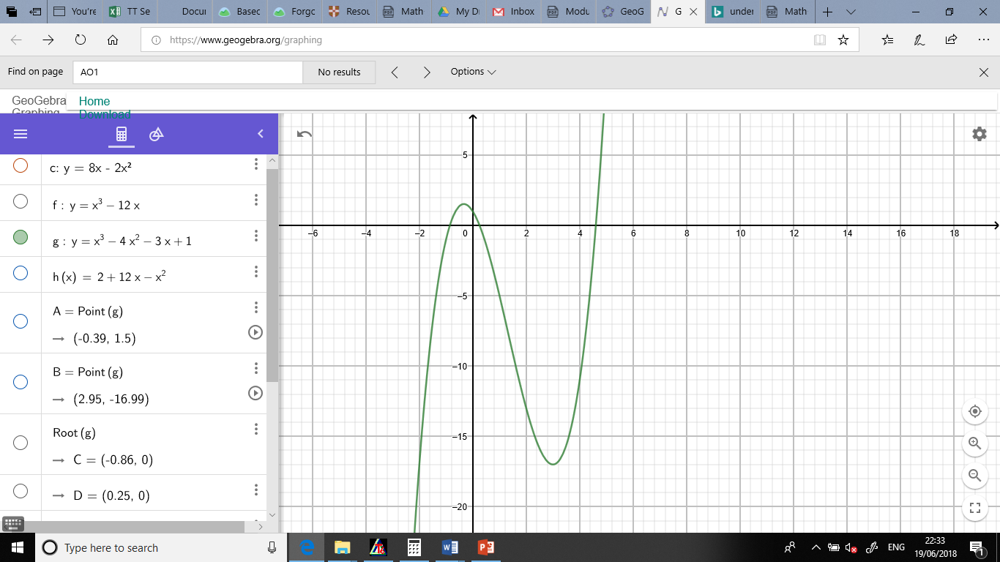 You're
TT Se
Docur
Basec
Forgc
Resou
Math
My Di
Inbox
Modu
GeoG
G
under
Math
https://www.geogebra.org/graphing
Find on page
AO1
No results
Options
GeoGebra
Graphing
Home
Download
c: y = 8x - 2x²
f : y = x³ − 12 x
g : y = x³ − 4 x² − 3 x + 1
h (x) = 2 + 12 x − x²
A = Point (g)
→ (-0.39, 1.5)
B = Point (g)
→ (2.95, -16.99)
Root (g)
→ C = (-0.86, 0)
→ D = (0.25, 0)
5
−6 −4 −2 0 2 4 6 8 10 12 14 16 18
−5
−10
−15
−20
Type here to search
ENG
22:33
19/06/2018
1